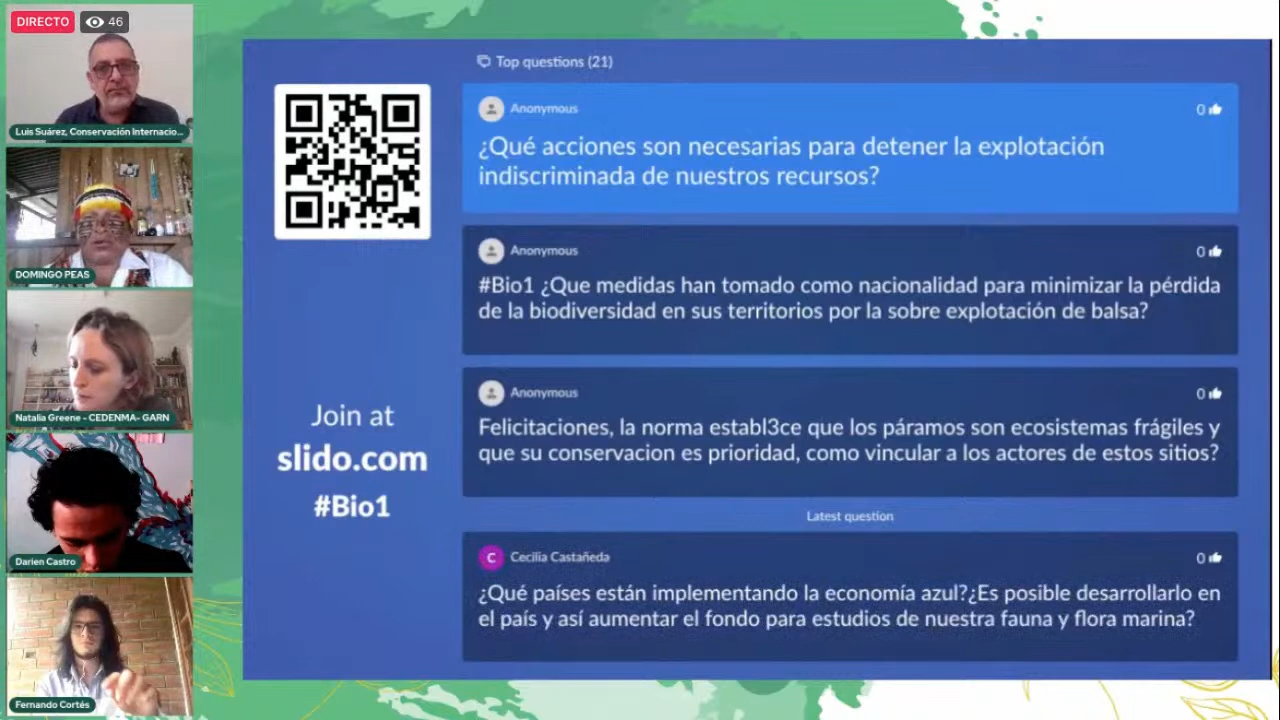 DIRECTO 46
Luis Suárez, Conservación Internacio...
DOMINGO PEAS
Natalia Greene - CEDENMA- GARN
Darien Castro
Fernando Cortés
Join at
slido.com
#Bio1
Top questions (21)
Anonymous 0
¿Qué acciones son necesarias para detener la explotación
indiscriminada de nuestros recursos?
Anonymous 0
#Bio1 ¿Que medidas han tomado como nacionalidad para minimizar la pérdida
de la biodiversidad en sus territorios por la sobre explotación de balsa?
Anonymous 0
Felicitaciones, la norma establ3ce que los páramos son ecosistemas frágiles y
que su conservacion es prioridad, como vincular a los actores de estos sitios?
Latest question
C Cecilia Castañeda 0
¿Qué países están implementando la economía azul?¿Es posible desarrollarlo en
el país y así aumentar el fondo para estudios de nuestra fauna y flora marina?